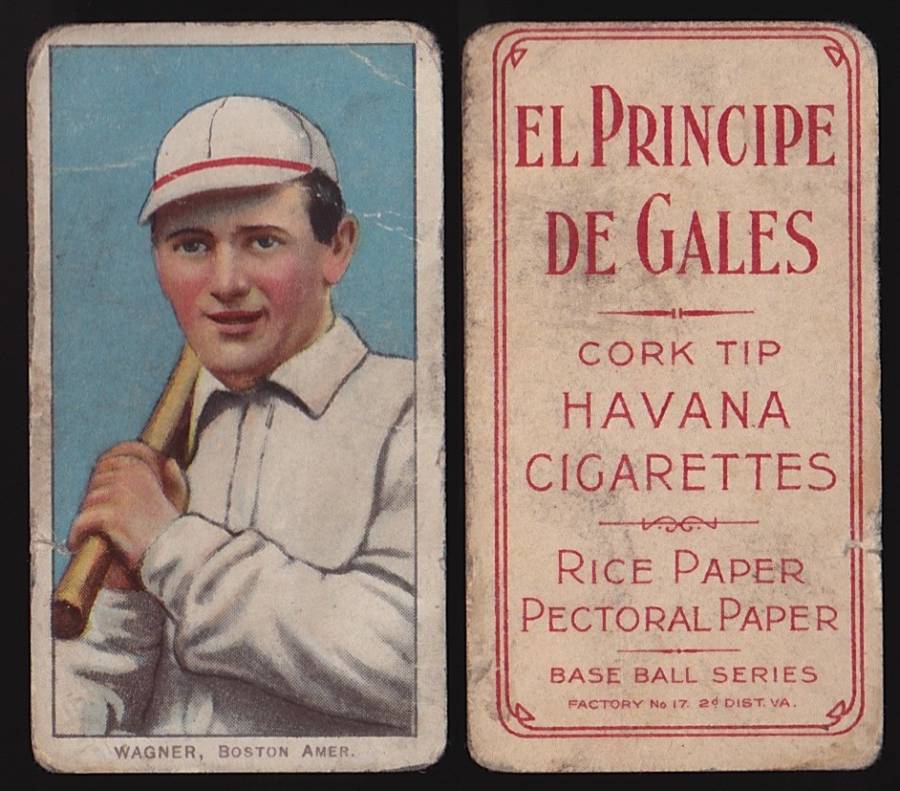 WAGNER, BOSTON AMER.
EL PRINCIPE
DE GALES
CORK TIP
HAVANA
CIGARETTES
RICE PAPER
PECTORAL PAPER
BASE BALL SERIES
FACTORY No 17. 2d DIST. VA.